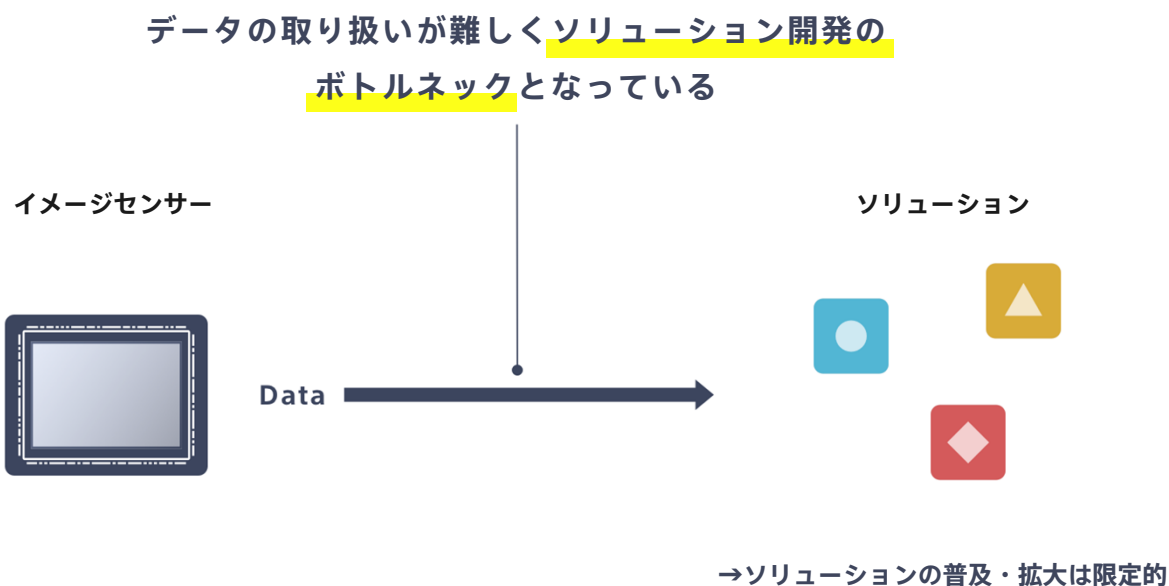 データの取り扱いが難しくソリューション開発の
ボトルネックとなっている
イメージセンサー
ソリューション
Data
→ソリューションの普及・拡大は限定的